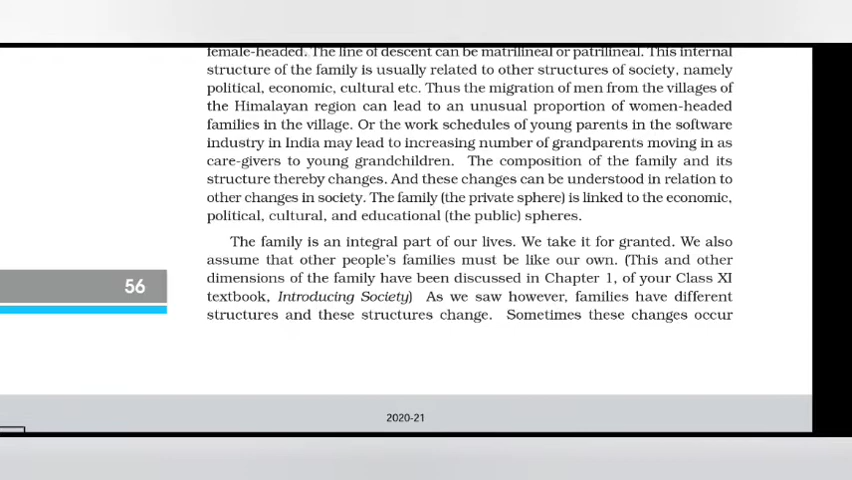 female-headed. The line of descent can be matrilineal or patrilineal. This internal
structure of the family is usually related to other structures of society, namely
political, economic, cultural etc. Thus the migration of men from the villages of
the Himalayan region can lead to an unusual proportion of women-headed
families in the village. Or the work schedules of young parents in the software
industry in India may lead to increasing number of grandparents moving in as
care-givers to young grandchildren. The composition of the family and its
structure thereby changes. And these changes can be understood in relation to
other changes in society. The family (the private sphere) is linked to the economic,
political, cultural, and educational (the public) spheres.
The family is an integral part of our lives. We take it for granted. We also
assume that other people's families must be like our own. (This and other
dimensions of the family have been discussed in Chapter 1, of your Class XI
textbook, Introducing Society) As we saw however, families have different
structures and these structures change. Sometimes these changes occur
56
2020-21